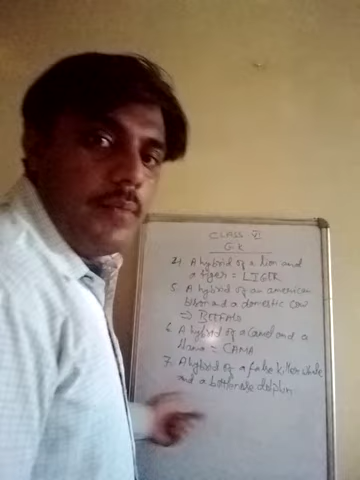 CLASS-V
G.K
4. A hybrid of a lion and
a tiger = LIGER
5. A hybrid of an american
bison and a domestic cow
⇒ BEEFALO
6. A hybrid of a camel and a
llama = CAMA
7. A hybrid of a false killer whale
and a bottlenose dolphin